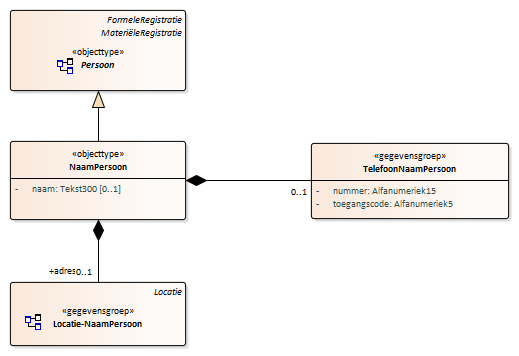 FormeleRegistratie
MateriëleRegistratie
«objecttype»
Persoon
«objecttype»
NaamPersoon
- naam: Tekst300 [0..1]
«gegevensgroep»
TelefoonNaamPersoon
- nummer: Alfanumeriek15
- toegangscode: Alfanumeriek5
0..1
+adres 0..1
Locatie
«gegevensgroep»
Locatie-NaamPersoon